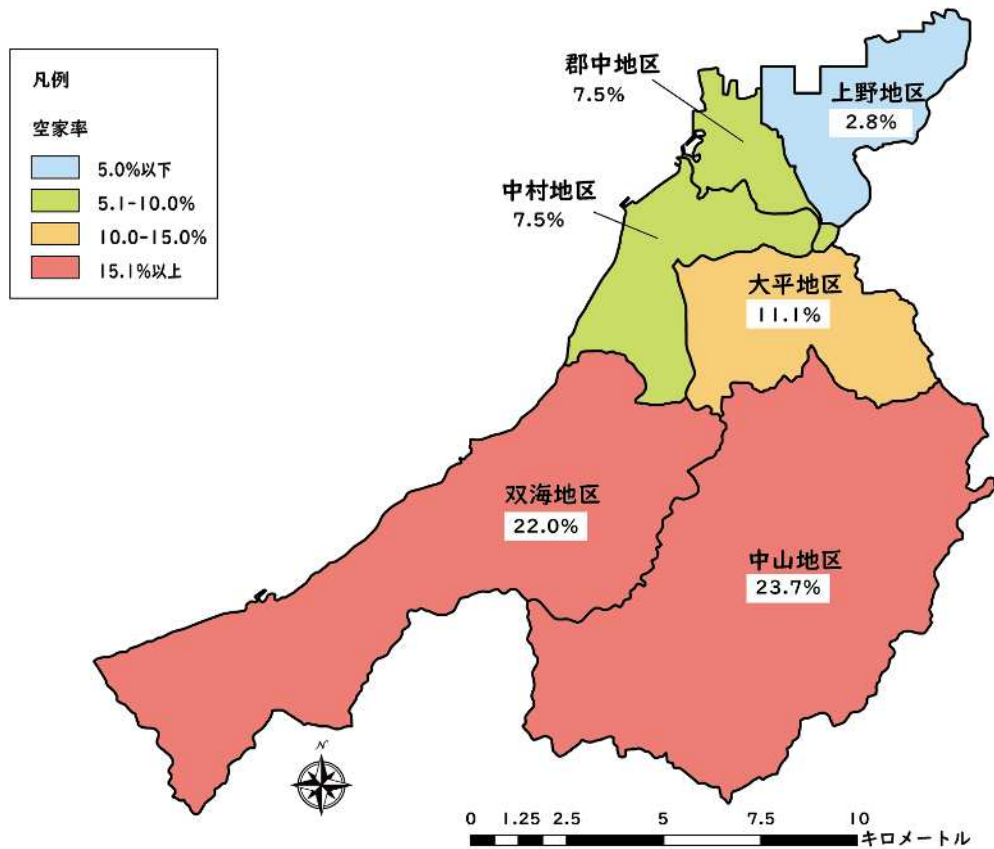 凡例
空家率
5.0%以下
5.1-10.0%
10.0-15.0%
15.1%以上
郡中地区
7.5%
上野地区
2.8%
中村地区
7.5%
大平地区
11.1%
双海地区
22.0%
中山地区
23.7%
N
0 1.25 2.5 5 7.5 10
キロメートル